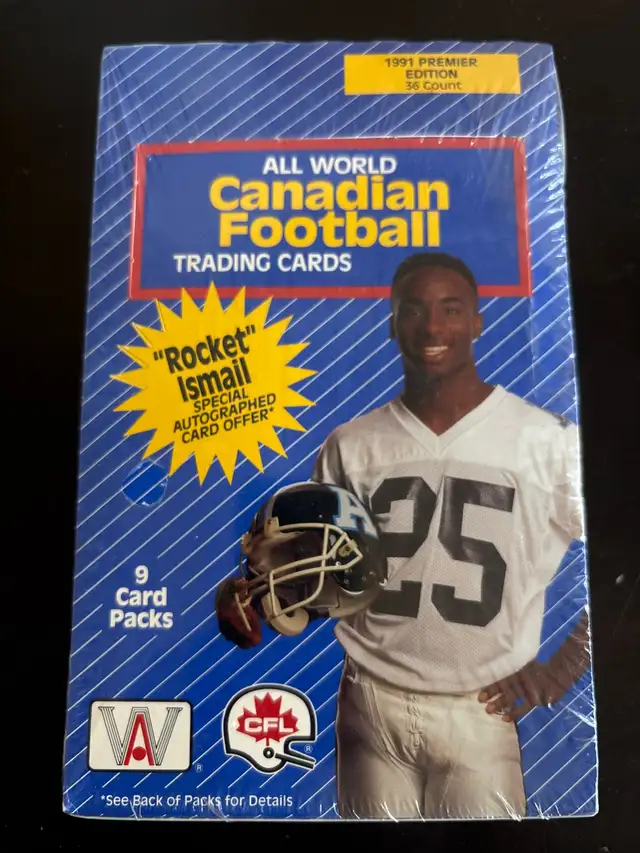 1991 PREMIER
EDITION
36 Count
ALL WORLD
Canadian
Football
TRADING CARDS
"Rocket"
Ismail
SPECIAL
AUTOGRAPHED
CARD OFFER*
A
25
9
Card
Packs
WA
®
CFL
®
*See Back of Packs for Details